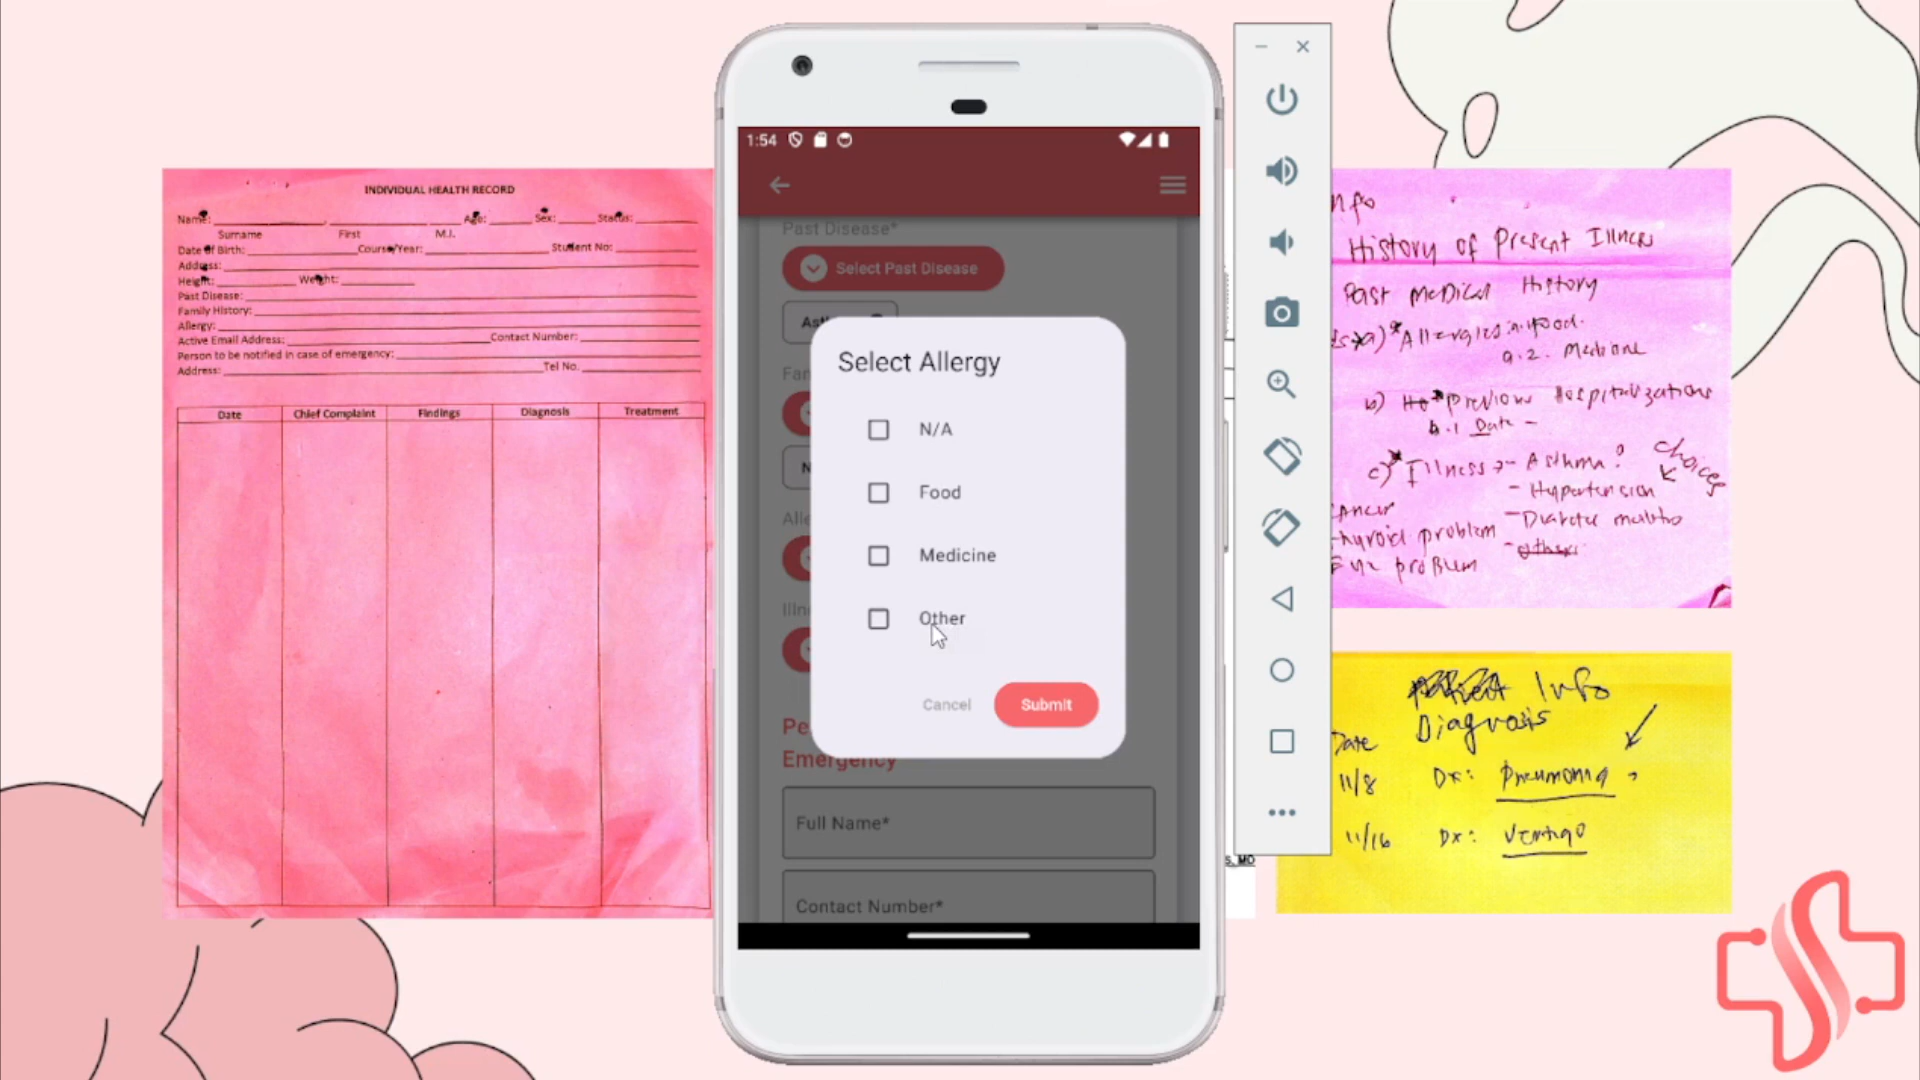 INDIVIDUAL HEALTH RECORD
Name: Age: Sex: Status:
Surname First M.I.
Date of Birth: Course/Year: Student No:
Address:
Height: Weight:
Past Disease:
Family History:
Allergy:
Active Email Address: Contact Number:
Person to be notified in case of emergency:
Address: Tel No.
Date Chief Complaint Findings Diagnosis Treatment
1:54
Past Disease*
Select Past Disease
Select Allergy
N/A
Food
Medicine
Other
Cancel Submit
Emergency
Full Name*
Contact Number*
History of Present Illness
Past Medical History
a) Allergies food.
a.2. Medicine
b) previous Hospitalizations
b.1 Date -
c) Illness - Asthma
choices
- Hypertension
problem
problem
Info
Diagnosis
Date
11/8 Dx: Pneumonia
11/16 Dx: Vertigo
S, MD